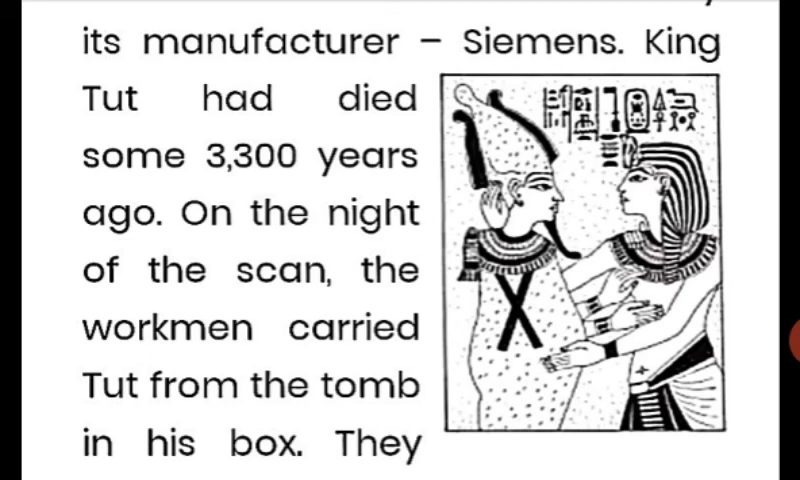 its manufacturer – Siemens. King
Tut had died
some 3,300 years
ago. On the night
of the scan, the
workmen carried
Tut from the tomb
in his box. They